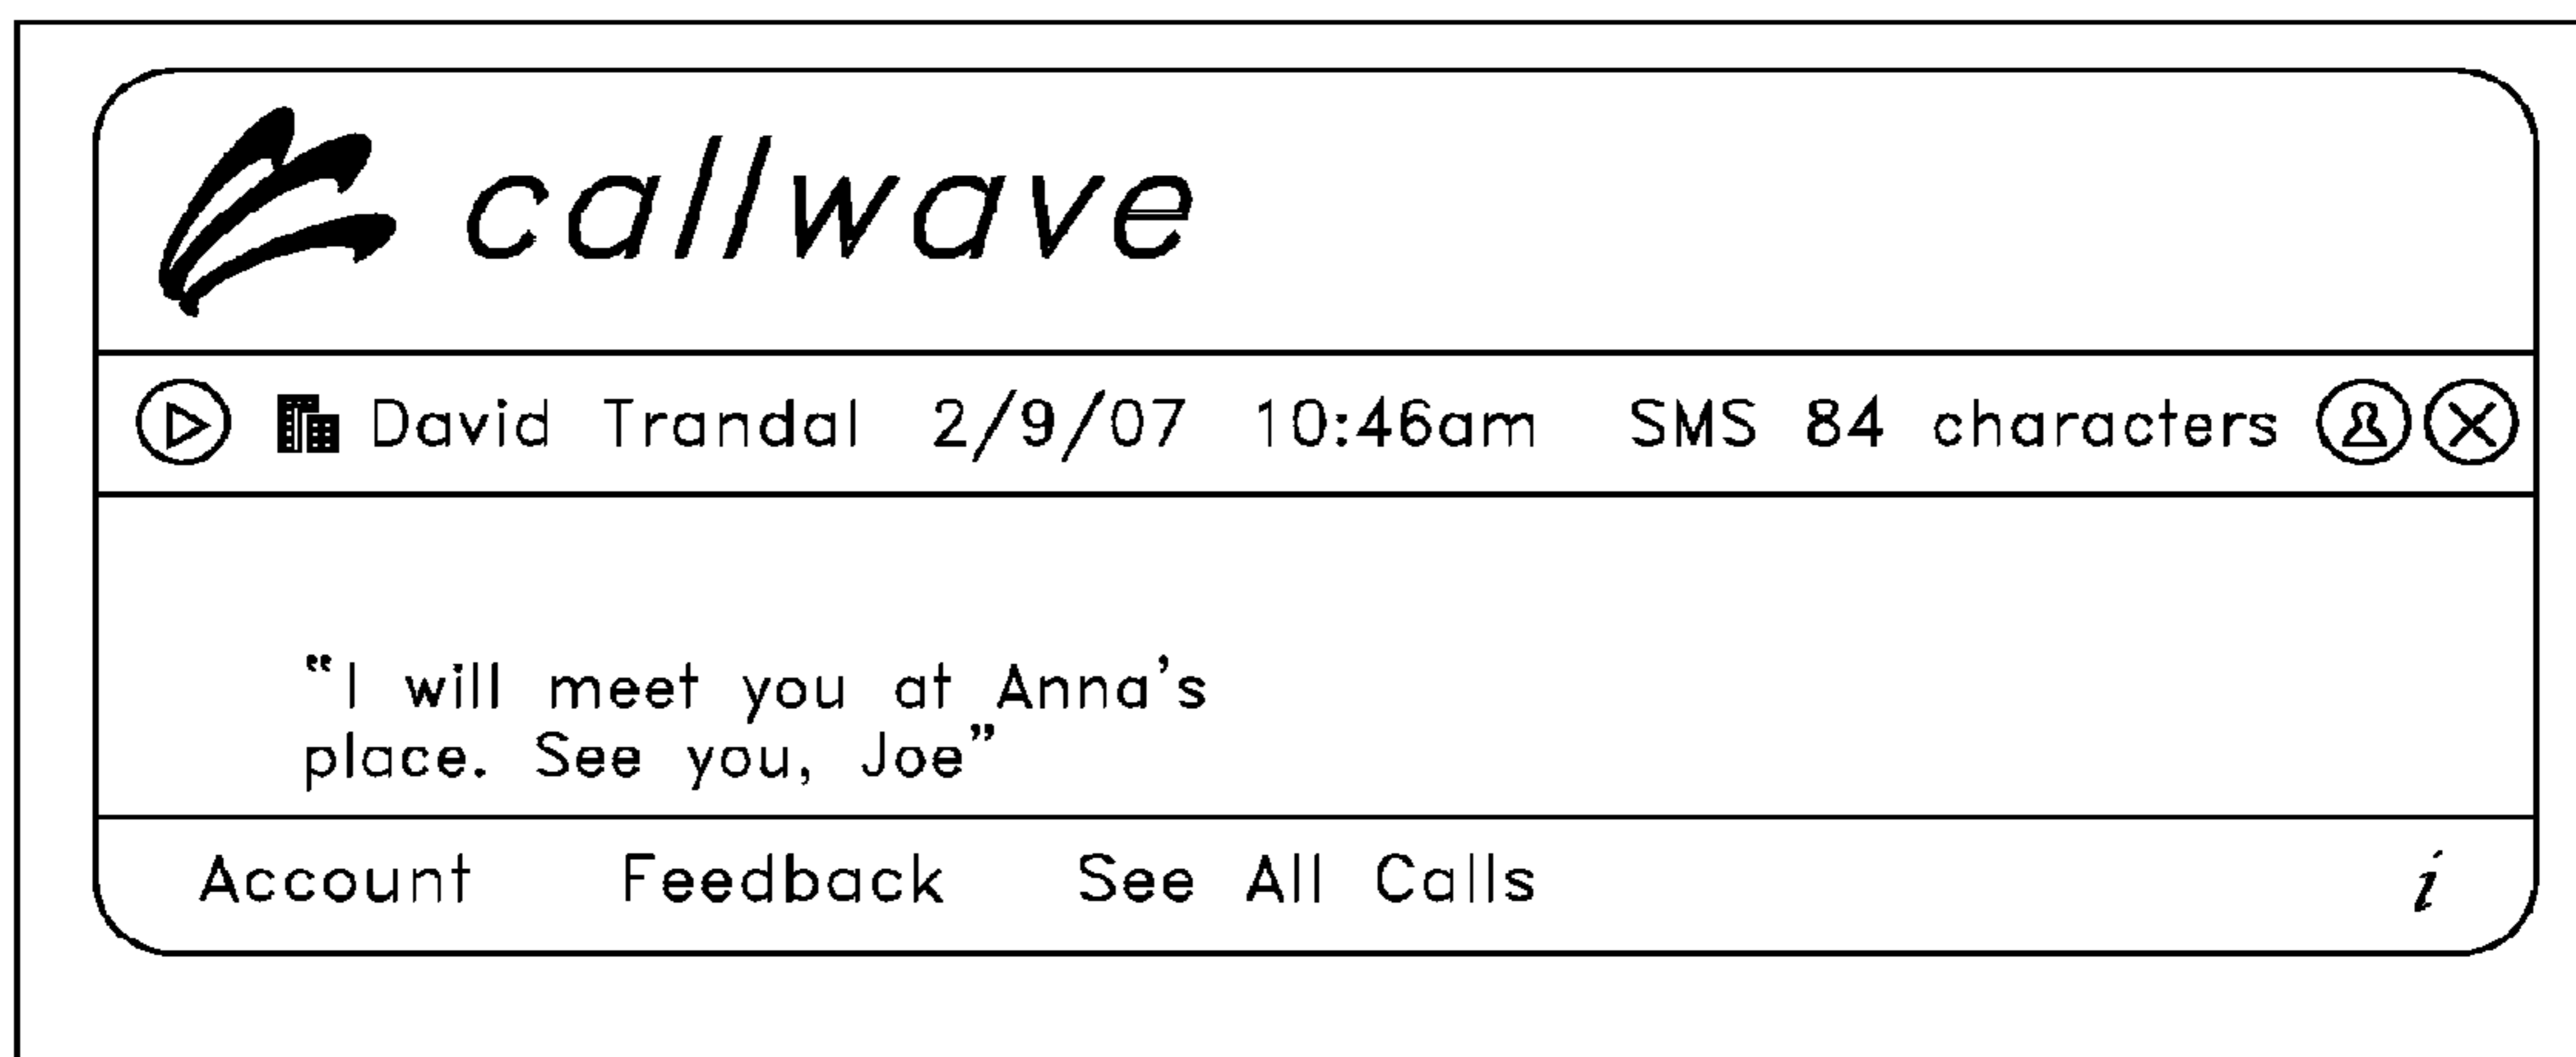 callwave
David Trandal 2/9/07 10:46am SMS 84 characters
“I will meet you at Anna’s
place. See you, Joe”
Account Feedback See All Calls i